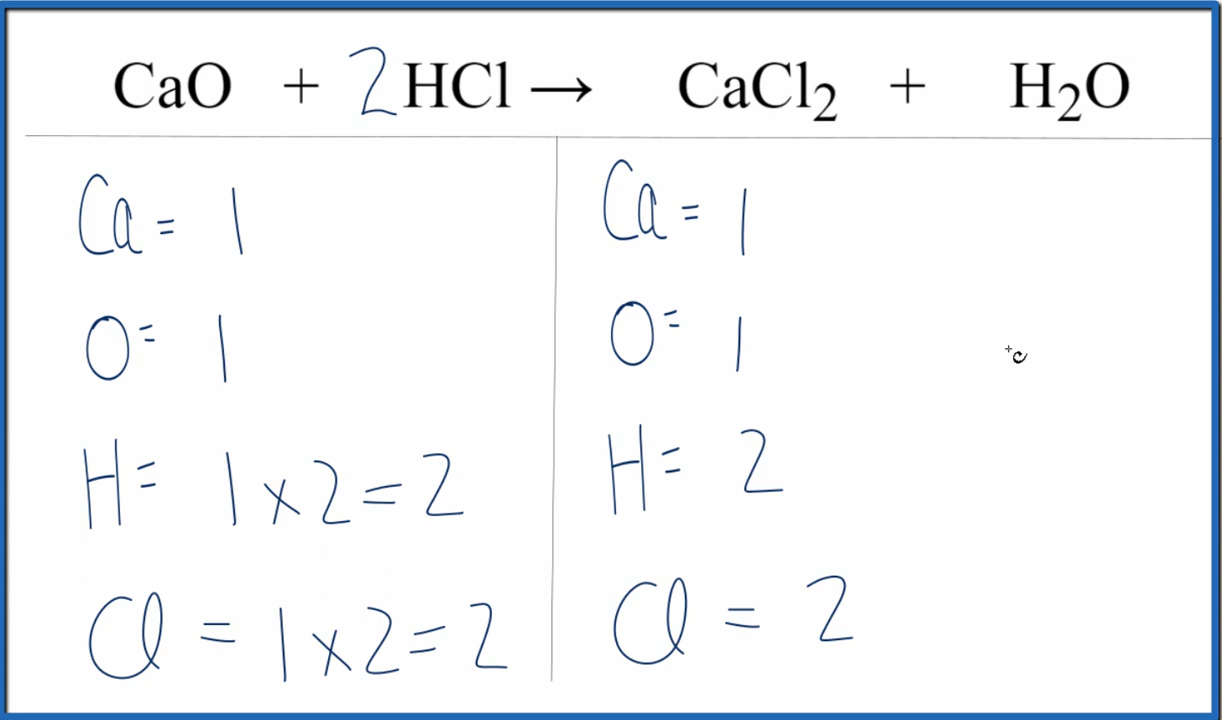 CaO + 2HCl → CaCl2 + H2O
Ca = 1
O = 1
H = 1 x 2 = 2
Cl = 1 x 2 = 2
Ca = 1
O = 1
H = 2
Cl = 2